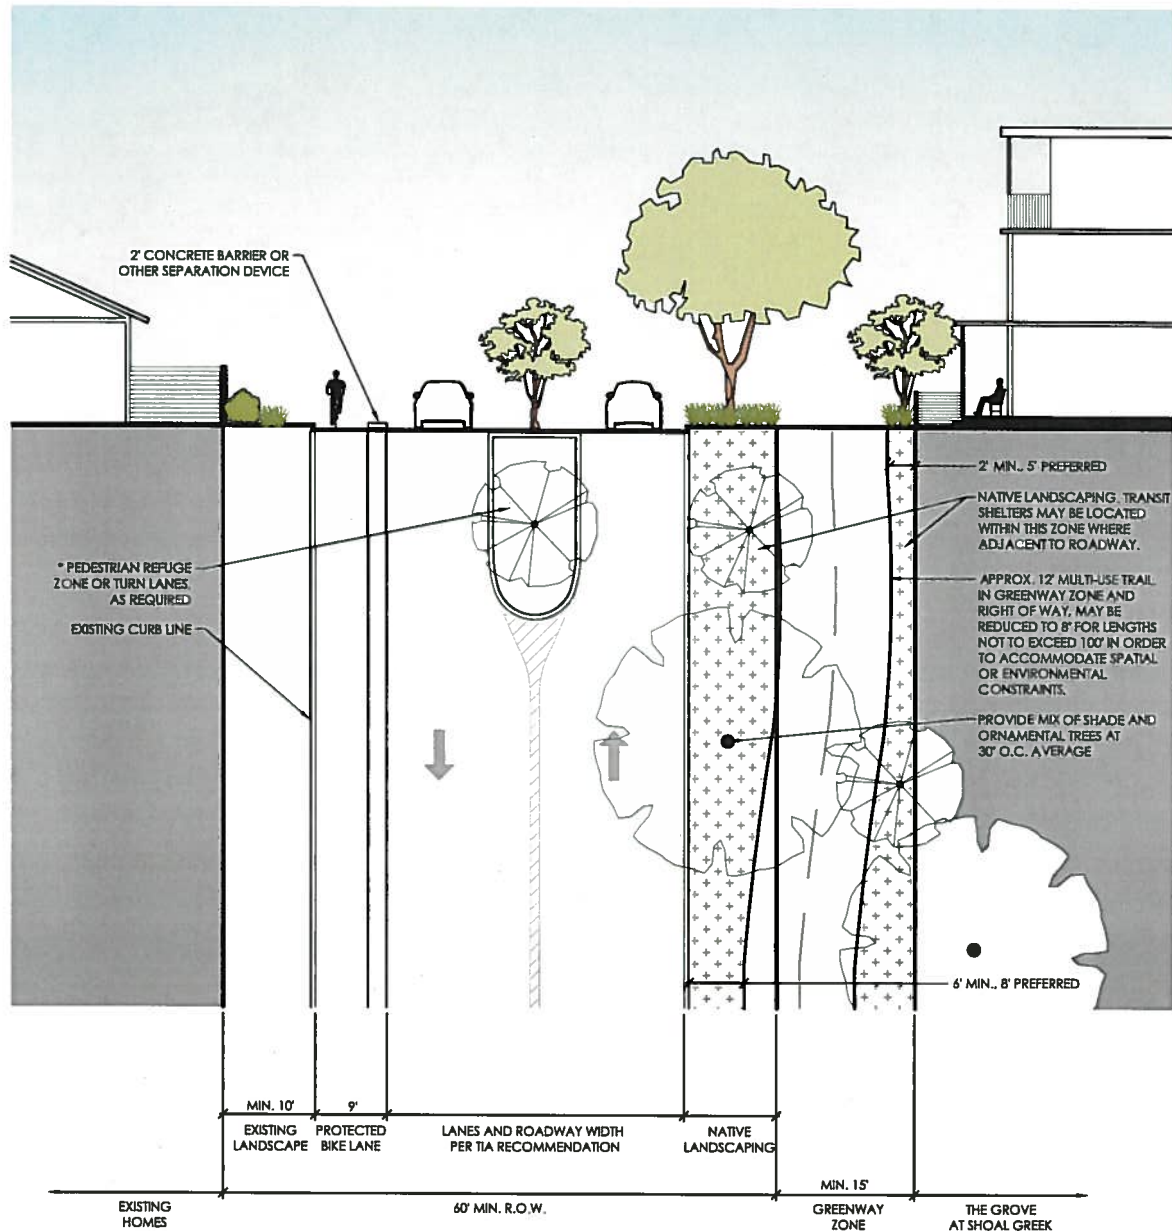 2' CONCRETE BARRIER OR
OTHER SEPARATION DEVICE
2' MIN., 5' PREFERRED
NATIVE LANDSCAPING. TRANSIT
SHELTERS MAY BE LOCATED
WITHIN THIS ZONE WHERE
ADJACENT TO ROADWAY.
* PEDESTRIAN REFUGE
ZONE OR TURN LANES,
AS REQUIRED
EXISTING CURB LINE
APPROX. 12' MULTI-USE TRAIL
IN GREENWAY ZONE AND
RIGHT OF WAY, MAY BE
REDUCED TO 8' FOR LENGTHS
NOT TO EXCEED 100' IN ORDER
TO ACCOMMODATE SPATIAL
OR ENVIRONMENTAL
CONSTRAINTS.
PROVIDE MIX OF SHADE AND
ORNAMENTAL TREES AT
30' O.C. AVERAGE
6' MIN., 8' PREFERRED
MIN. 10'
EXISTING
LANDSCAPE
9'
PROTECTED
BIKE LANE
LANES AND ROADWAY WIDTH
PER TIA RECOMMENDATION
NATIVE
LANDSCAPING
EXISTING
HOMES
60' MIN. R.O.W.
MIN. 15'
GREENWAY
ZONE
THE GROVE
AT SHOAL GREEK